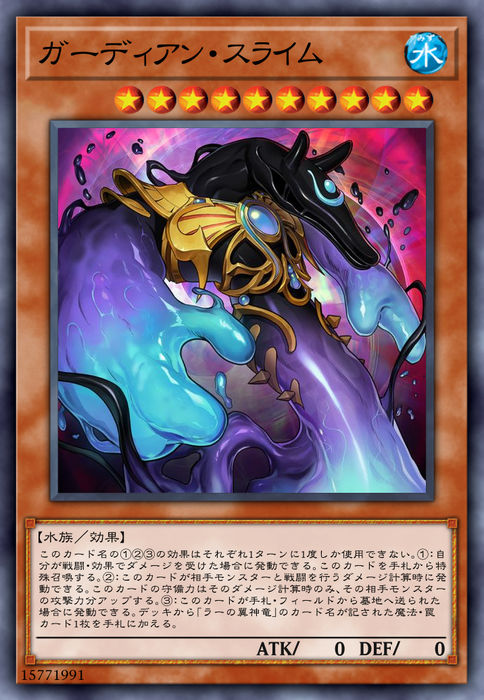 ガーディアン・スライム
みず
水
【水族／効果】
このカード名の①②③の効果はそれぞれ1ターンに1度しか使用できない。①：自
分が戦闘・効果でダメージを受けた場合に発動できる。このカードを手札から特
殊召喚する。②：このカードが相手モンスターと戦闘を行うダメージ計算時に発
動できる。このカードの守備力はそのダメージ計算時のみ、その相手モンスター
の攻撃力分アップする。③：このカードが手札・フィールドから墓地へ送られた
場合に発動できる。デッキから「ラーの翼神竜」のカード名が記された魔法・罠
カード1枚を手札に加える。
ATK/ 0 DEF/ 0
15771991